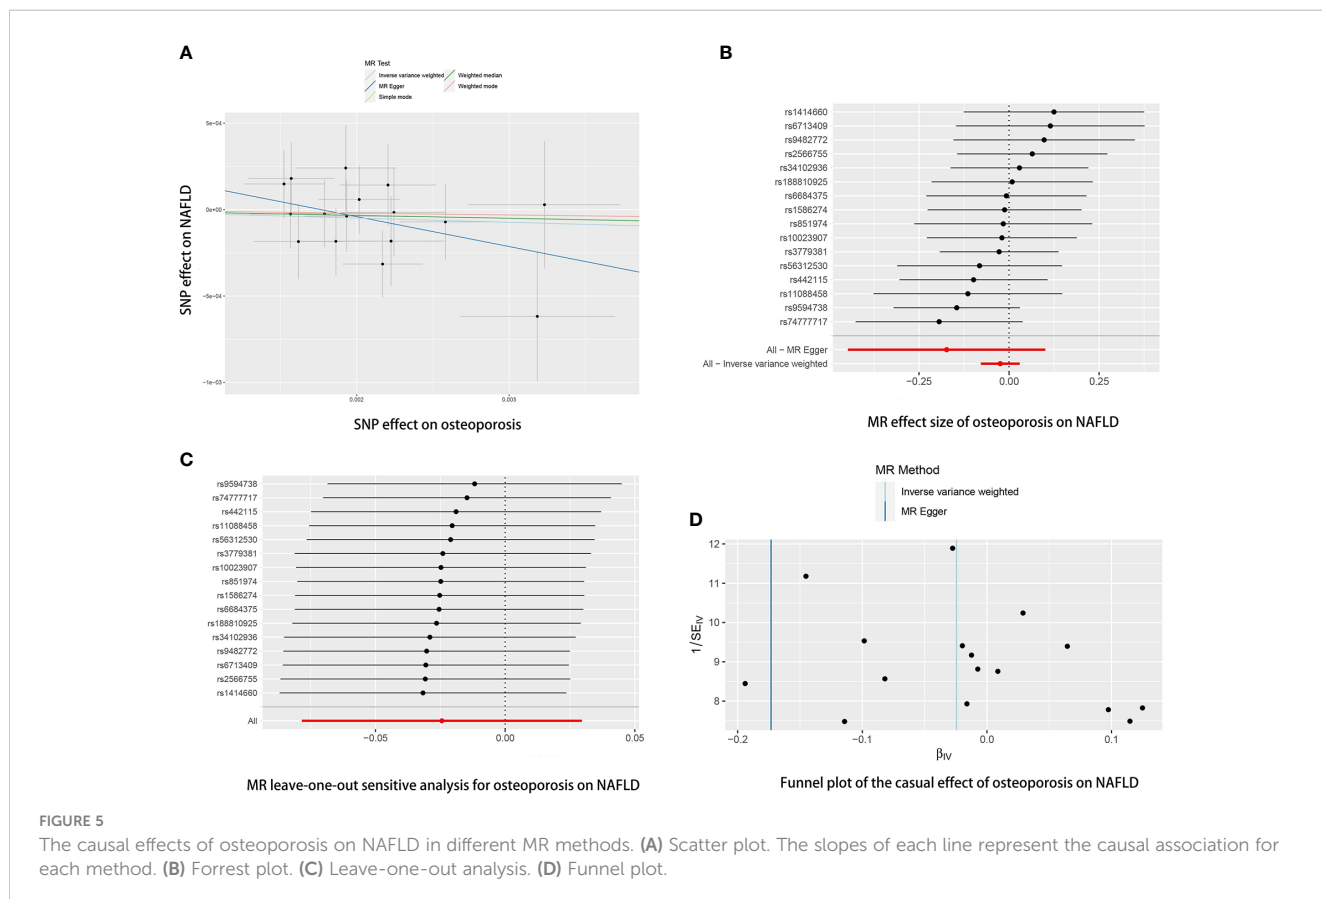 A
MR Test
Inverse variance weighted
Weighted median
MR Egger
Weighted mode
Simple mode
5e−04
0e+00
−5e−04
−1e−03
SNP effect on NAFLD
0.002
0.003
SNP effect on osteoporosis
B
rs1414660
rs6713409
rs9482772
rs2566755
rs34102936
rs188810925
rs6684375
rs1586274
rs851974
rs10023907
rs3779381
rs56312530
rs442115
rs11088458
rs9594738
rs74777717
All − MR Egger
All − Inverse variance weighted
−0.25
0.00
0.25
MR effect size of osteoporosis on NAFLD
C
rs9594738
rs74777717
rs442115
rs11088458
rs56312530
rs3779381
rs10023907
rs851974
rs1586274
rs6684375
rs188810925
rs34102936
rs9482772
rs6713409
rs2566755
rs1414660
All
−0.05
0.00
0.05
MR leave-one-out sensitive analysis for osteoporosis on NAFLD
D
MR Method
Inverse variance weighted
MR Egger
12
11
10
9
8
1/SEIV
−0.2
−0.1
0.0
0.1
βIV
Funnel plot of the casual effect of osteoporosis on NAFLD
FIGURE 5
The causal effects of osteoporosis on NAFLD in different MR methods. (A) Scatter plot. The slopes of each line represent the causal association for
each method. (B) Forrest plot. (C) Leave-one-out analysis. (D) Funnel plot.